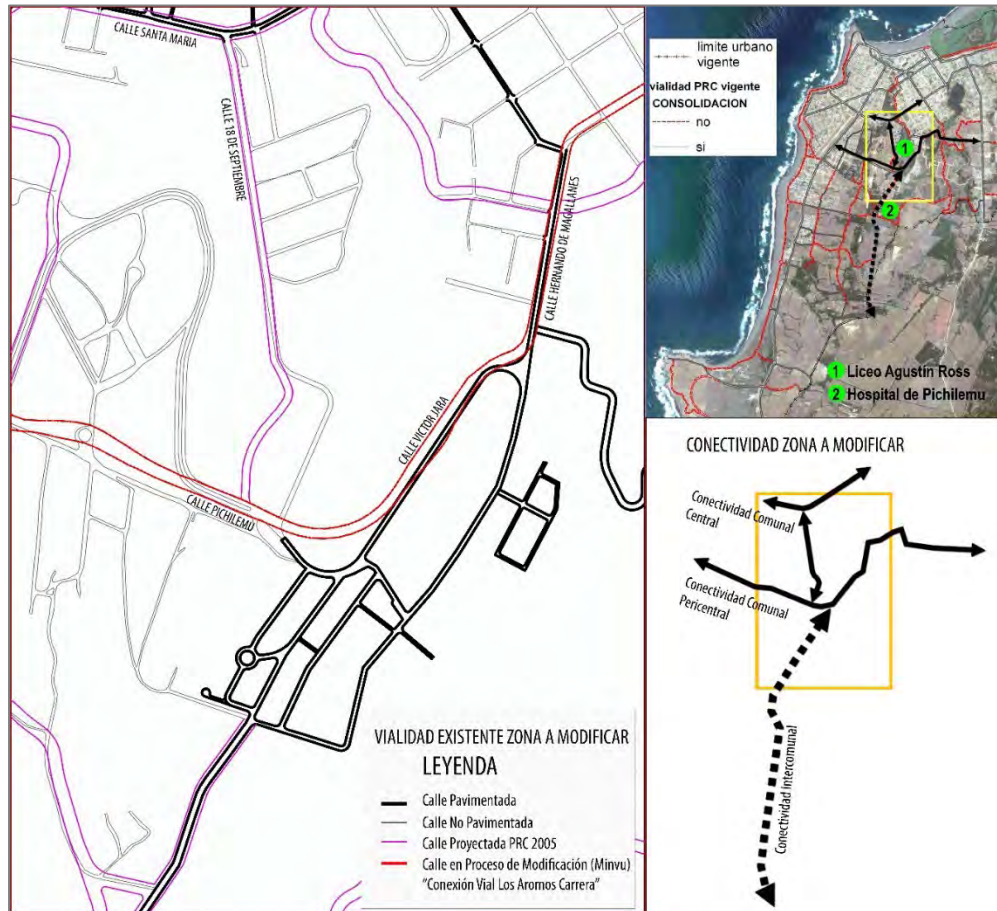 CALLE SANTA MARIA
CALLE 18 DE SEPTIEMBRE
CALLE HERNANDO DE MAGALLANES
CALLE VICTOR JARA
CALLE PICHILEMU
VIALIDAD EXISTENTE ZONA A MODIFICAR
LEYENDA
Calle Pavimentada
Calle No Pavimentada
Calle Proyectada PRC 2005
Calle en Proceso de Modificación (Minvu)
"Conexión Vial Los Aromos Carrera"
limite urbano
vigente
vialidad PRC vigente
CONSOLIDACION
no
si
1
2
1 Liceo Agustín Ross
2 Hospital de Pichilemu
CONECTIVIDAD ZONA A MODIFICAR
Conectividad Comunal
Central
Conectividad Comunal
Pericentral
Conectividad Intercomunal